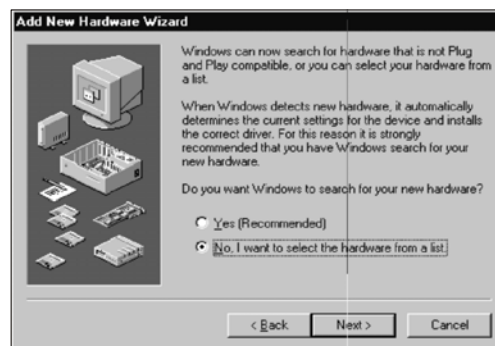 Add New Hardware Wizard
Windows can now search for hardware that is not Plug
and Play compatible, or you can select your hardware from
a list.
When Windows detects new hardware, it automatically
determines the current settings for the device and installs
the correct driver. For this reason it is strongly
recommended that you have Windows search for your
new hardware.
Do you want Windows to search for your new hardware?
Yes (Recommended)
No, I want to select the hardware from a list.
< Back
Next >
Cancel